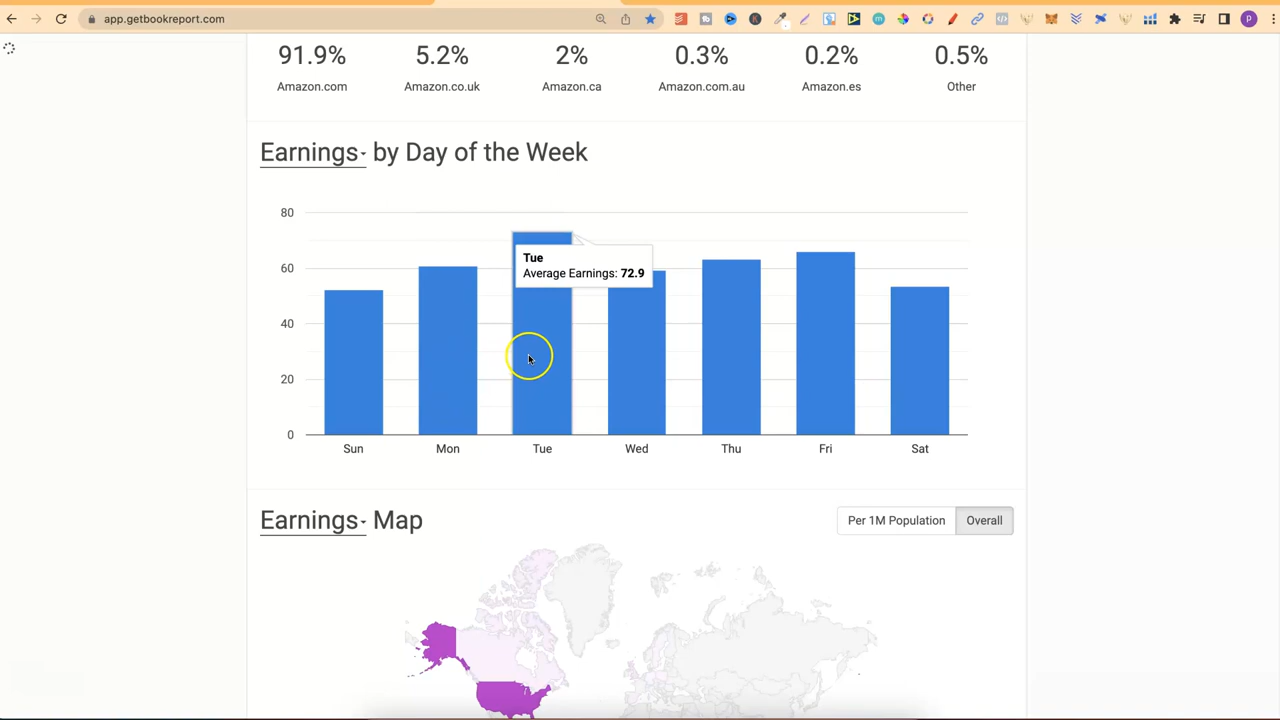 app.getbookreport.com
91.9% 5.2% 2% 0.3% 0.2% 0.5%
Amazon.com Amazon.co.uk Amazon.ca Amazon.com.au Amazon.es Other
Earnings by Day of the Week
80
60
40
20
0
Tue
Average Earnings: 72.9
Sun Mon Tue Wed Thu Fri Sat
Earnings Map
Per 1M Population Overall